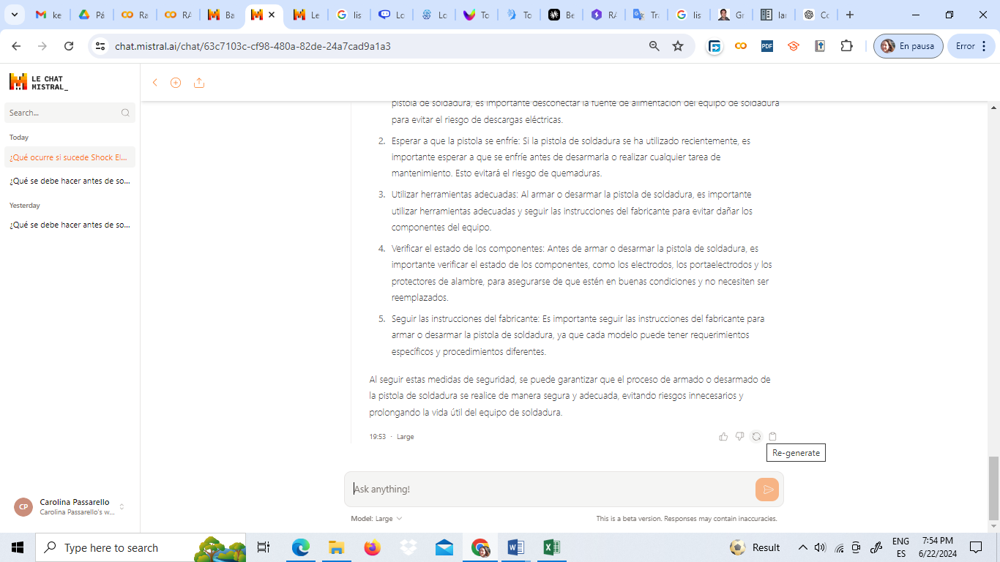 ke
Pá
Ra
RA
Ba
Le
lis
Lo
Lo
To
To
Be
RA
Tra
lis
Gr
lar
Co
chat.mistral.ai/chat/63c7103c-cf98-480a-82de-24a7cad9a1a3
PDF
En pausa
Error
LE CHAT
MISTRAL_
Search...
Today
¿Qué ocurre si sucede Shock El...
¿Qué se debe hacer antes de so...
Yesterday
¿Qué se debe hacer antes de so...
pistola de soldadura, es importante desconectar la fuente de alimentación del equipo de soldadura
para evitar el riesgo de descargas eléctricas.
2. Esperar a que la pistola se enfríe: Si la pistola de soldadura se ha utilizado recientemente, es
importante esperar a que se enfríe antes de desarmarla o realizar cualquier tarea de
mantenimiento. Esto evitará el riesgo de quemaduras.
3. Utilizar herramientas adecuadas: Al armar o desarmar la pistola de soldadura, es importante
utilizar herramientas adecuadas y seguir las instrucciones del fabricante para evitar dañar los
componentes del equipo.
4. Verificar el estado de los componentes: Antes de armar o desarmar la pistola de soldadura, es
importante verificar el estado de los componentes, como los electrodos, los portaelectrodos y los
protectores de alambre, para asegurarse de que estén en buenas condiciones y no necesiten ser
reemplazados.
5. Seguir las instrucciones del fabricante: Es importante seguir las instrucciones del fabricante para
armar o desarmar la pistola de soldadura, ya que cada modelo puede tener requerimientos
específicos y procedimientos diferentes.
Al seguir estas medidas de seguridad, se puede garantizar que el proceso de armado o desarmado de
la pistola de soldadura se realice de manera segura y adecuada, evitando riesgos innecesarios y
prolongando la vida útil del equipo de soldadura.
19:53 · Large
Re-generate
Ask anything!
Model: Large
This is a beta version. Responses may contain inaccuracies.
CP
Carolina Passarello
Carolina Passarello's w...
Type here to search
Result
ENG
ES
7:54 PM
6/22/2024